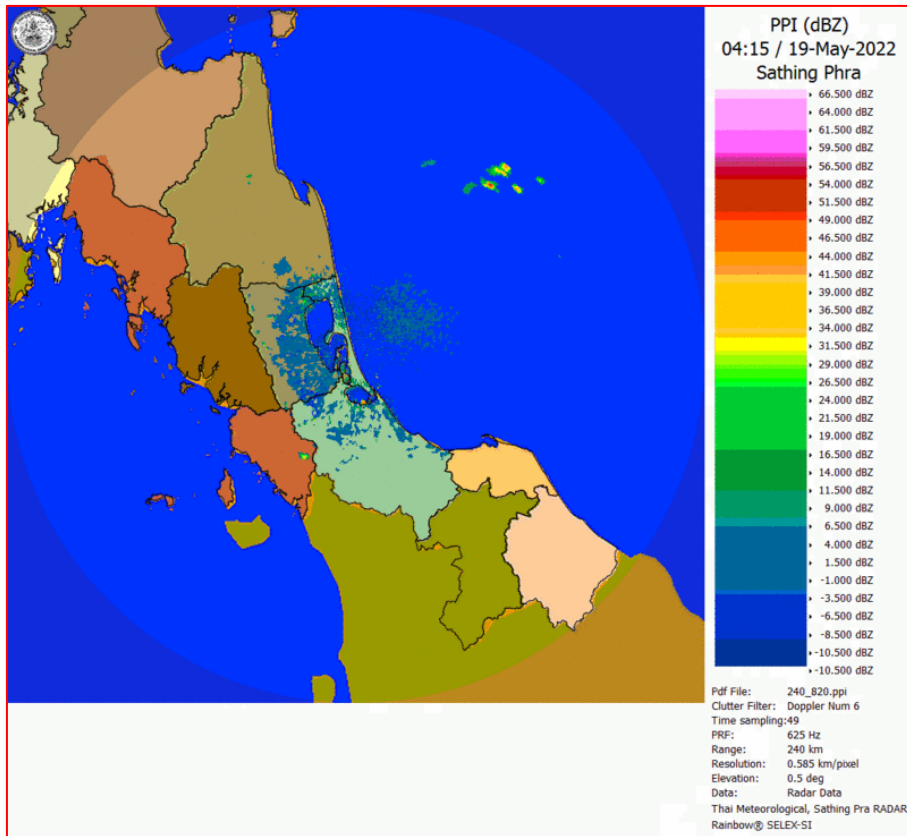 PPI (dBZ)
04:15 / 19-May-2022
Sathing Phra
66.500 dBZ
64.000 dBZ
61.500 dBZ
59.500 dBZ
56.500 dBZ
54.000 dBZ
51.500 dBZ
49.000 dBZ
46.500 dBZ
44.000 dBZ
41.500 dBZ
39.000 dBZ
36.500 dBZ
34.000 dBZ
31.500 dBZ
29.000 dBZ
26.500 dBZ
24.000 dBZ
21.500 dBZ
19.000 dBZ
16.500 dBZ
14.000 dBZ
11.500 dBZ
9.000 dBZ
6.500 dBZ
4.000 dBZ
1.500 dBZ
-1.000 dBZ
-3.500 dBZ
-6.500 dBZ
-8.500 dBZ
-10.500 dBZ
-10.500 dBZ
Pdf File: 240_820.ppi
Clutter Filter: Doppler Num 6
Time sampling:49
PRF: 625 Hz
Range: 240 km
Resolution: 0.585 km/pixel
Elevation: 0.5 deg
Data: Radar Data
Thai Meteorological, Sathing Pra RADAR
Rainbow® SELEX-SI